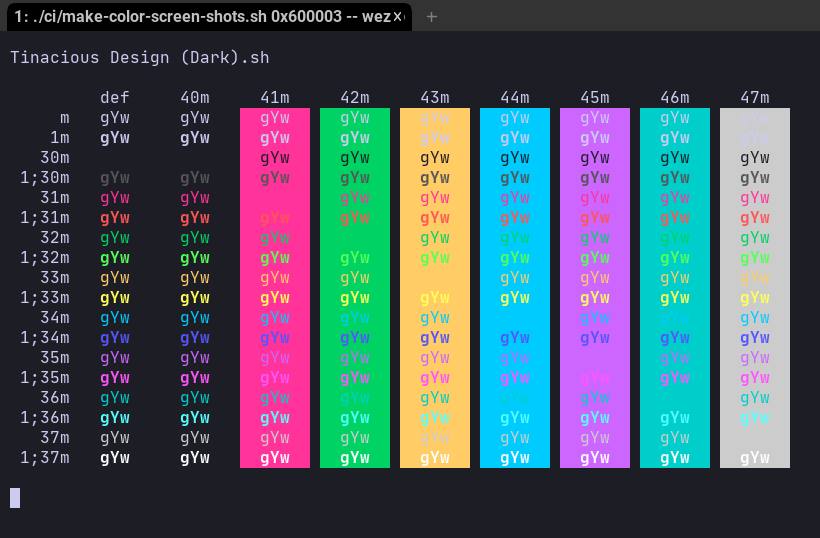 1: ./ci/make-color-screen-shots.sh 0x600003 -- wez
Tinacious Design (Dark).sh
def 40m 41m 42m 43m 44m 45m 46m 47m
m gYw gYw gYw gYw gYw gYw gYw gYw gYw
1m gYw gYw gYw gYw gYw gYw gYw gYw gYw
30m gYw gYw gYw gYw gYw gYw gYw
1;30m gYw gYw gYw gYw gYw gYw gYw gYw gYw
31m gYw gYw gYw gYw gYw gYw gYw gYw
1;31m gYw gYw gYw gYw gYw gYw gYw gYw gYw
32m gYw gYw gYw gYw gYw gYw gYw gYw
1;32m gYw gYw gYw gYw gYw gYw gYw gYw gYw
33m gYw gYw gYw gYw gYw gYw gYw gYw
1;33m gYw gYw gYw gYw gYw gYw gYw gYw gYw
34m gYw gYw gYw gYw gYw gYw gYw gYw
1;34m gYw gYw gYw gYw gYw gYw gYw gYw gYw
35m gYw gYw gYw gYw gYw gYw gYw gYw
1;35m gYw gYw gYw gYw gYw gYw gYw gYw gYw
36m gYw gYw gYw gYw gYw gYw gYw gYw
1;36m gYw gYw gYw gYw gYw gYw gYw gYw gYw
37m gYw gYw gYw gYw gYw gYw gYw gYw
1;37m gYw gYw gYw gYw gYw gYw gYw gYw gYw